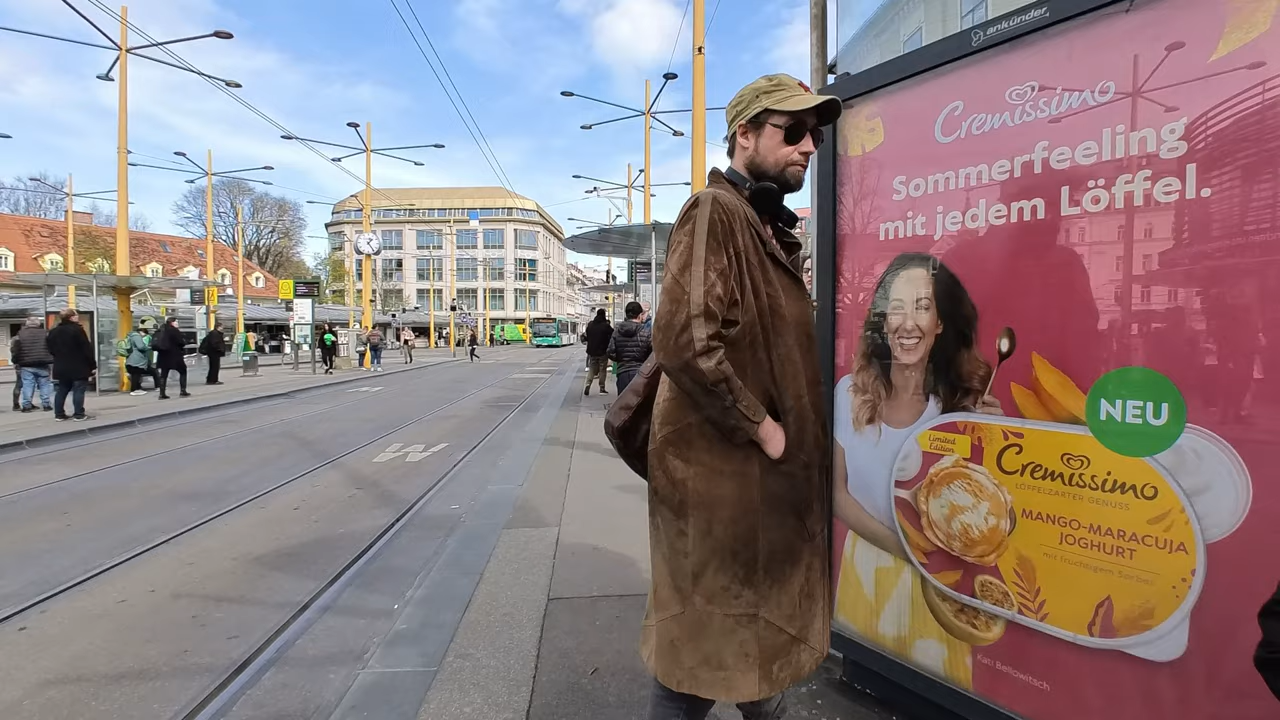 ankünder
Cremissimo
Sommerfeeling
mit jedem Löffel.
NEU
Limited
Edition
Cremissimo
LÖFFELZARTER GENUSS
MANGO-MARACUJA
JOGHURT
mit fruchtigem Sorbet
Kati Bellowitsch